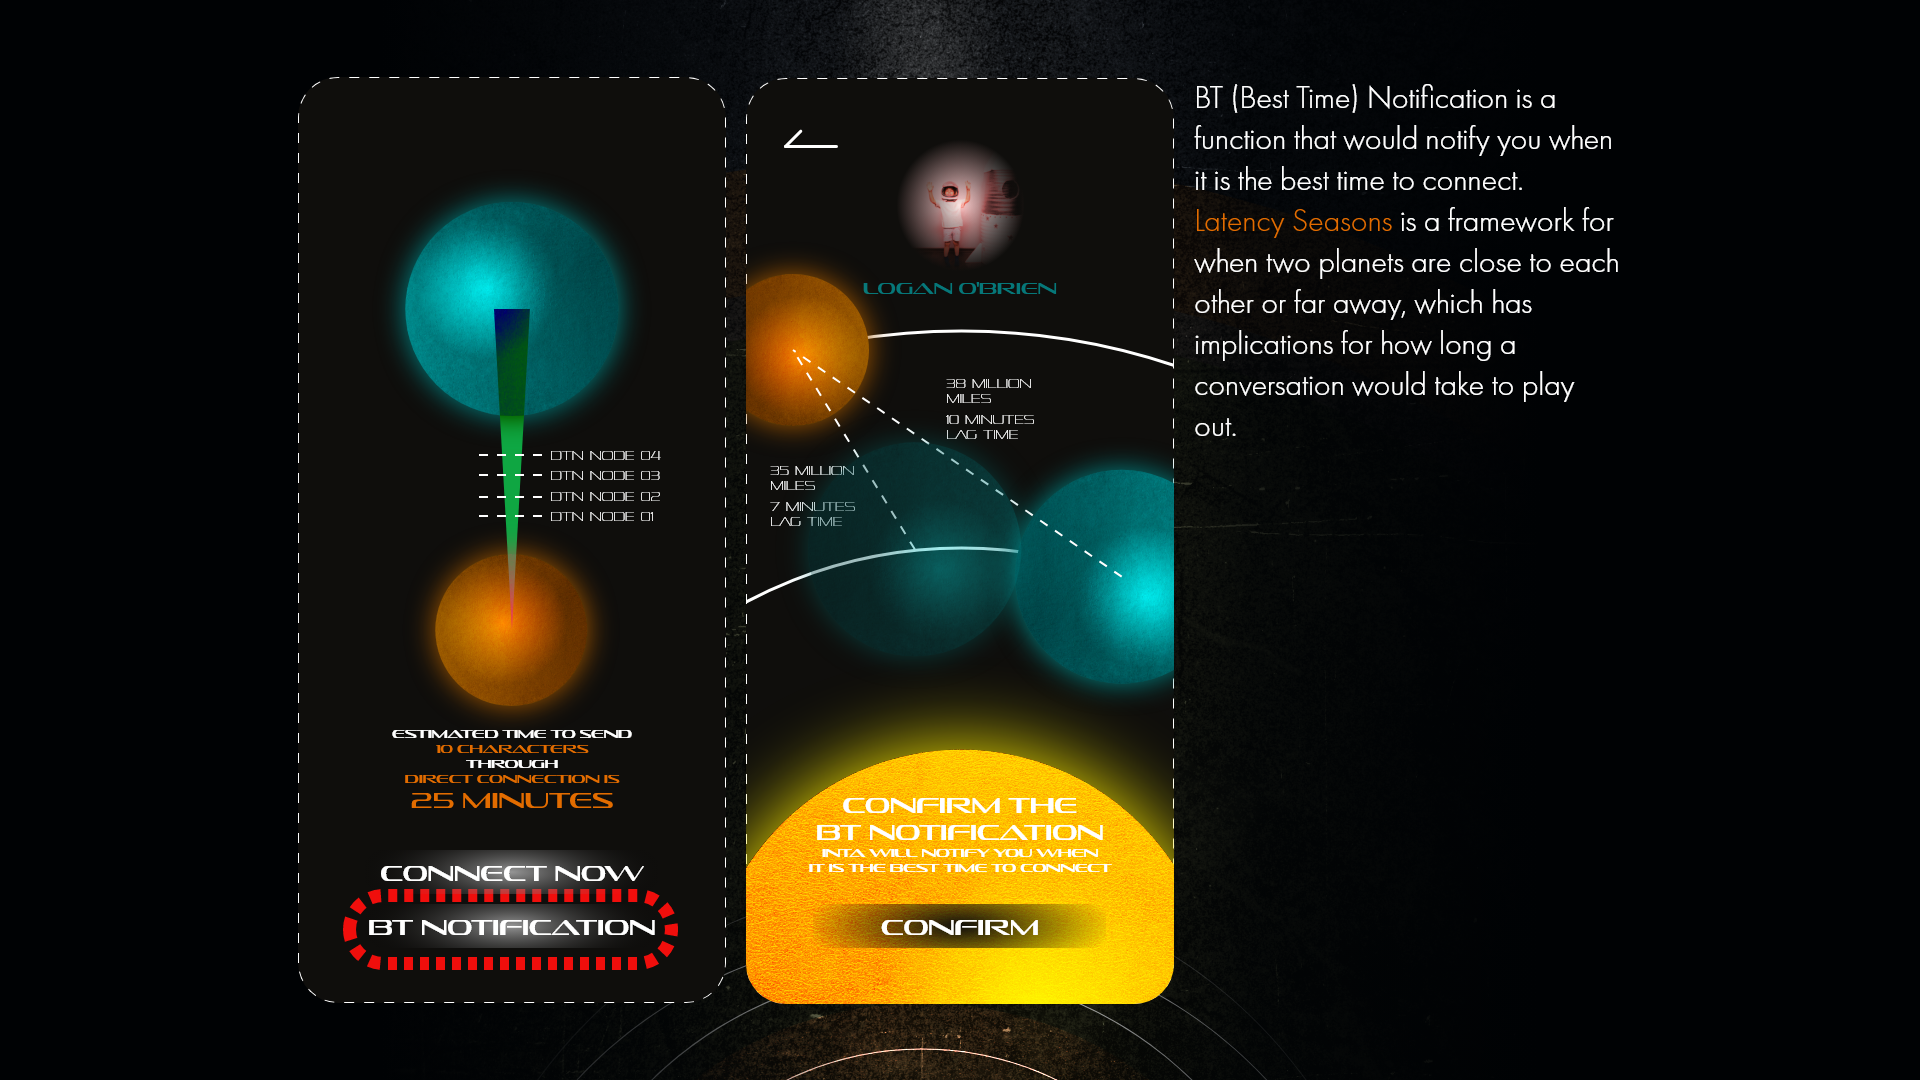 DTN NODE 04
DTN NODE 03
DTN NODE 02
DTN NODE 01
ESTIMATED TIME TO SEND
10 CHARACTERS
THROUGH
DIRECT CONNECTION IS
25 MINUTES
CONNECT NOW
BT NOTIFICATION
LOGAN O'BRIEN
38 MILLION
MILES
10 MINUTES
LAG TIME
35 MILLION
MILES
7 MINUTES
LAG TIME
CONFIRM THE
BT NOTIFICATION
INTA WILL NOTIFY YOU WHEN
IT IS THE BEST TIME TO CONNECT
CONFIRM
BT (Best Time) Notification is a
function that would notify you when
it is the best time to connect.
Latency Seasons is a framework for
when two planets are close to each
other or far away, which has
implications for how long a
conversation would take to play
out.